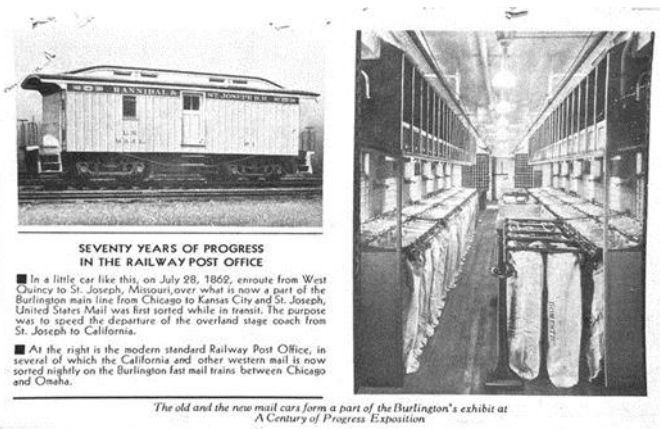 HANNIBAL & ST. JOSEPH R.R.
U.S.
MAIL.
Nº 1
SEVENTY YEARS OF PROGRESS
IN THE RAILWAY POST OFFICE
■ In a little car like this, on July 28, 1862, enroute from West
Quincy to St. Joseph, Missouri, over what is now a part of the
Burlington main line from Chicago to Kansas City and St. Joseph,
United States Mail was first sorted while in transit. The purpose
was to speed the departure of the overland stage coach from
St. Joseph to California.
■ At the right is the modern standard Railway Post Office, in
several of which the California and other western mail is now
sorted nightly on the Burlington fast mail trains between Chicago
and Omaha.
The old and the new mail cars form a part of the Burlington's exhibit at
A Century of Progress Exposition